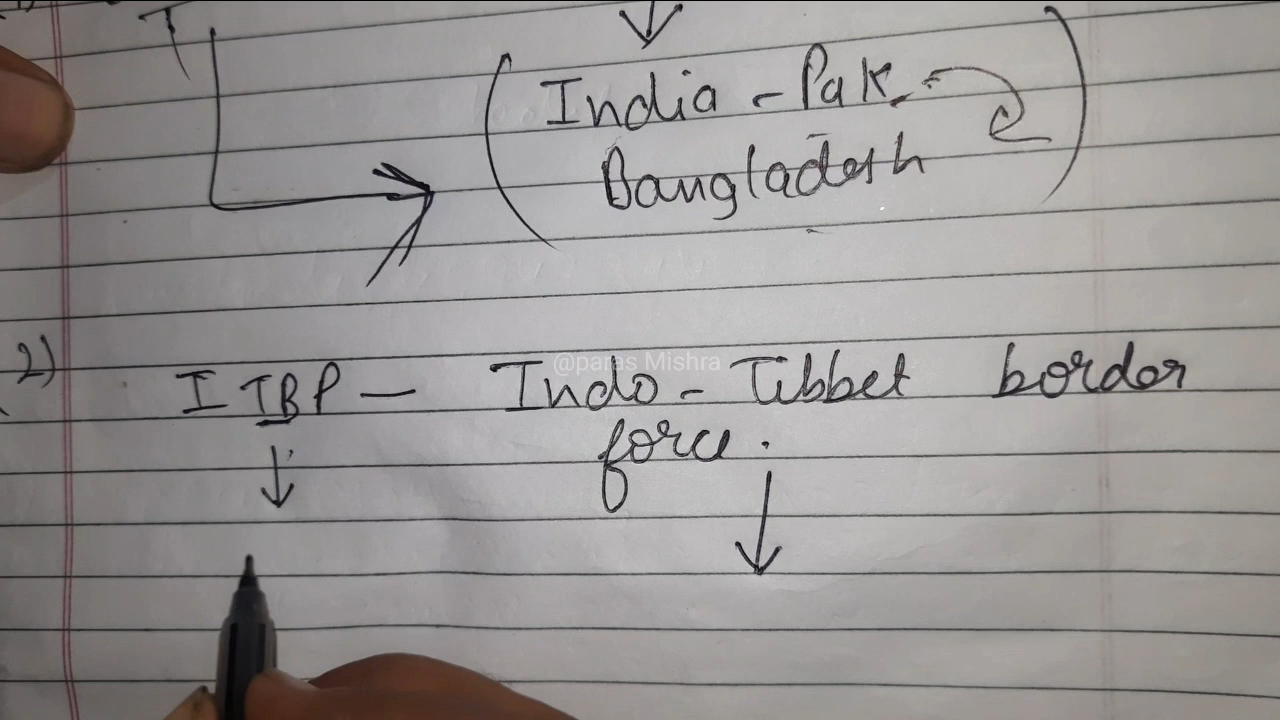 India - Pak
Bangladesh
@paras Mishra
2) ITBP - Indo - Tibbet border
force.